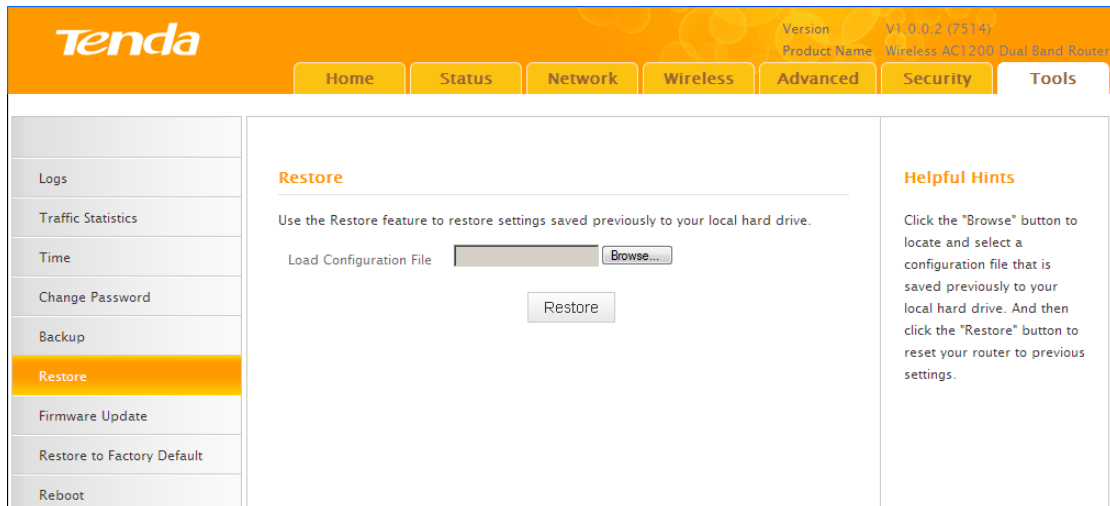 Tenda
Version V1.0.0.2 (7514)
Product Name Wireless AC1200 Dual Band Router
Home Status Network Wireless Advanced Security Tools
Logs
Traffic Statistics
Time
Change Password
Backup
Restore
Firmware Update
Restore to Factory Default
Reboot
Restore
Use the Restore feature to restore settings saved previously to your local hard drive.
Load Configuration File Browse...
Restore
Helpful Hints
Click the "Browse" button to
locate and select a
configuration file that is
saved previously to your
local hard drive. And then
click the "Restore" button to
reset your router to previous
settings.